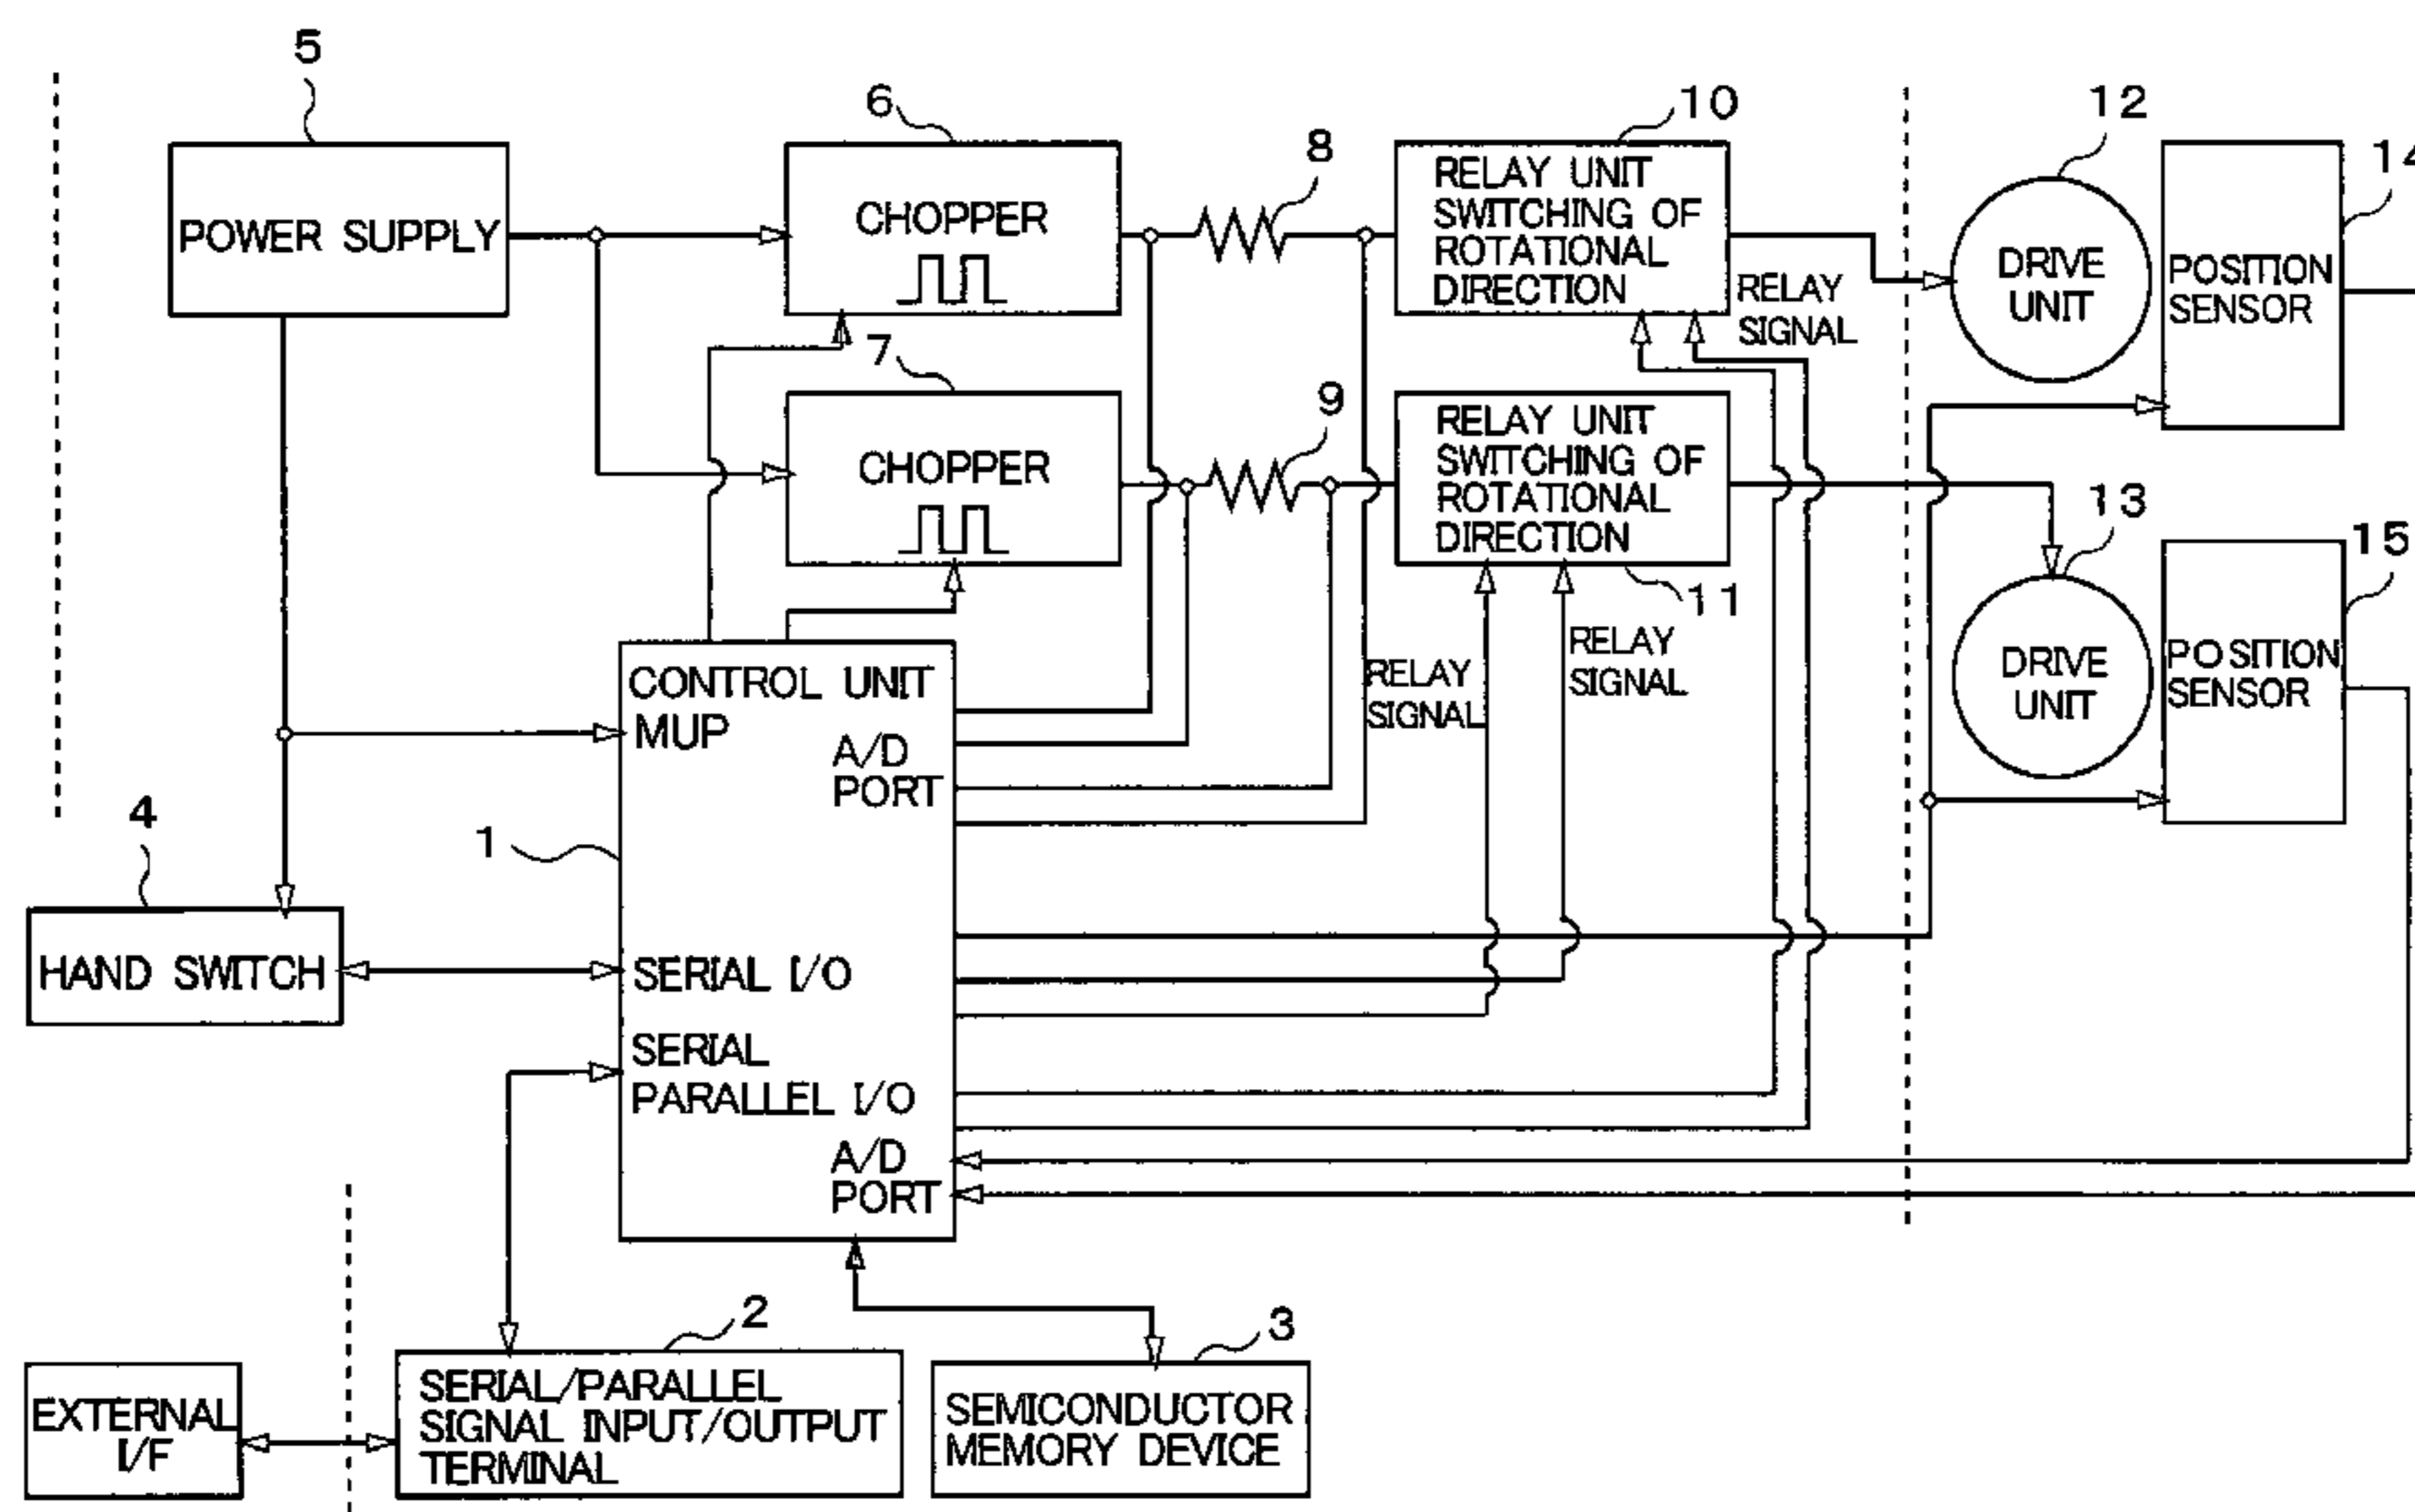 5
6
8
10
12
14
POWER SUPPLY
CHOPPER
RELAY UNIT
SWITCHING OF
ROTATIONAL
DIRECTION
RELAY
SIGNAL
DRIVE
UNIT
POSITION
SENSOR
7
9
CHOPPER
RELAY UNIT
SWITCHING OF
ROTATIONAL
DIRECTION
11
13
15
DRIVE
UNIT
POSITION
SENSOR
RELAY
SIGNAL
RELAY
SIGNAL
CONTROL UNIT
MUP
A/D
PORT
1
4
HAND SWITCH
SERIAL I/O
SERIAL
PARALLEL I/O
A/D
PORT
2
3
EXTERNAL
I/F
SERIAL/PARALLEL
SIGNAL INPUT/OUTPUT
TERMINAL
SEMICONDUCTOR
MEMORY DEVICE